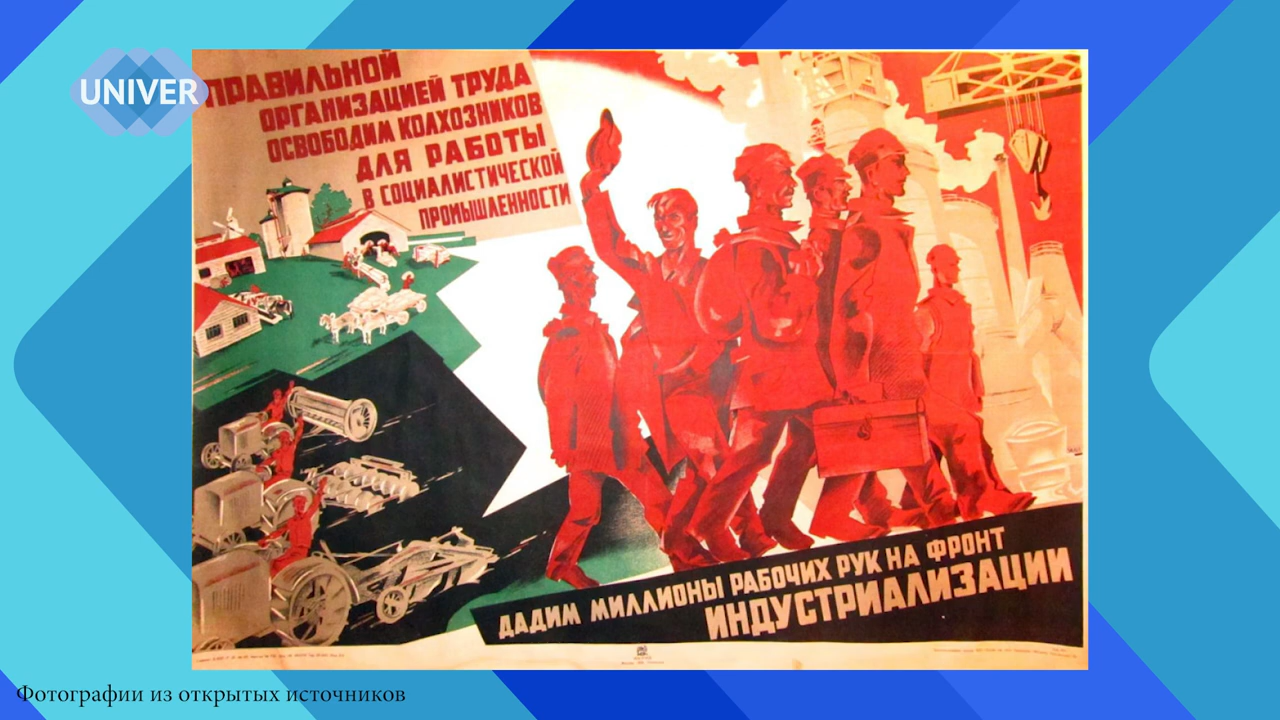 UNIVER
ПРАВИЛЬНОЙ
ОРГАНИЗАЦИЕЙ ТРУДА
ОСВОБОДИМ КОЛХОЗНИКОВ
ДЛЯ РАБОТЫ
В СОЦИАЛИСТИЧЕСКОЙ
ПРОМЫШЛЕННОСТИ
ДАДИМ МИЛЛИОНЫ РАБОЧИХ РУК НА ФРОНТ
ИНДУСТРИАЛИЗАЦИИ
Фотографии из открытых источников